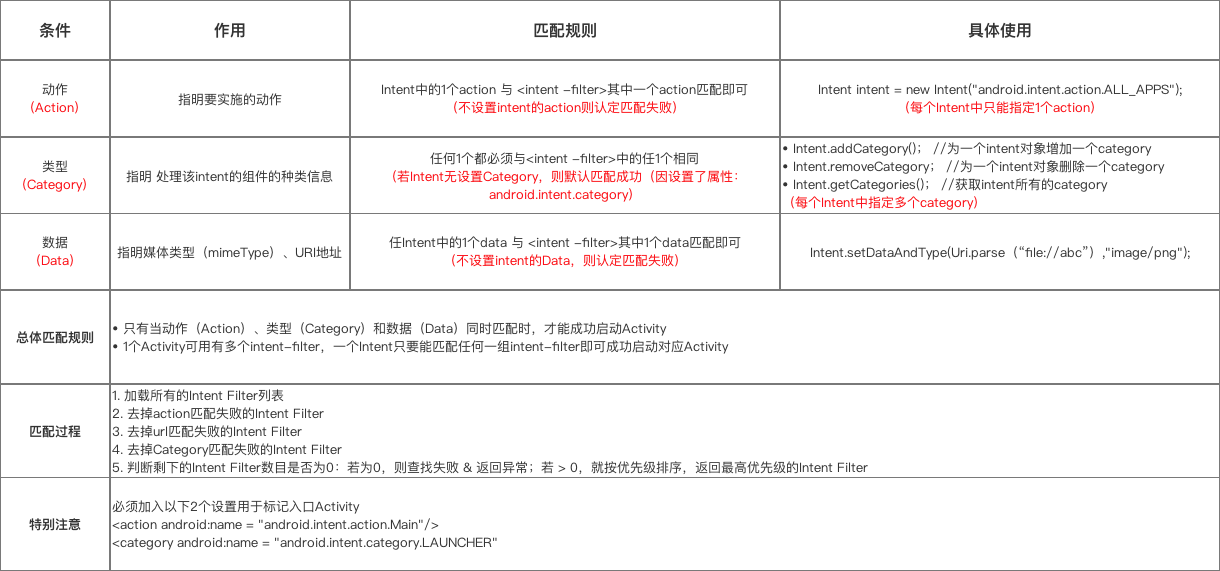 条件
作用
匹配规则
具体使用
动作
（Action）
指明要实施的动作
Intent中的1个action 与 <intent -filter>其中一个action匹配即可
（不设置intent的action则认定匹配失败）
Intent intent = new Intent("android.intent.action.ALL_APPS");
（每个Intent中只能指定1个action）
类型
（Category）
指明 处理该intent的组件的种类信息
任何1个都必须与<intent -filter>中的任1个相同
（若Intent无设置Category，则默认匹配成功（因设置了属性：
android.intent.category）
• Intent.addCategory()； //为一个intent对象增加一个category
• Intent.removeCategory； //为一个intent对象删除一个category
• Intent.getCategories()； //获取intent所有的category
（每个Intent中指定多个category）
数据
（Data）
指明媒体类型（mimeType）、URI地址
任Intent中的1个data 与 <intent -filter>其中1个data匹配即可
（不设置intent的Data，则认定匹配失败）
Intent.setDataAndType(Uri.parse（“file://abc”）,"image/png");
总体匹配规则
• 只有当动作（Action）、类型（Category）和数据（Data）同时匹配时，才能成功启动Activity
• 1个Activity可用有多个intent-filter，一个Intent只要能匹配任何一组intent-filter即可成功启动对应Activity
匹配过程
1. 加载所有的Intent Filter列表
2. 去掉action匹配失败的Intent Filter
3. 去掉url匹配失败的Intent Filter
4. 去掉Category匹配失败的Intent Filter
5. 判断剩下的Intent Filter数目是否为0：若为0，则查找失败 & 返回异常；若 > 0，就按优先级排序，返回最高优先级的Intent Filter
特别注意
必须加入以下2个设置用于标记入口Activity
<action android:name = "android.intent.action.Main"/>
<category android:name = "android.intent.category.LAUNCHER"